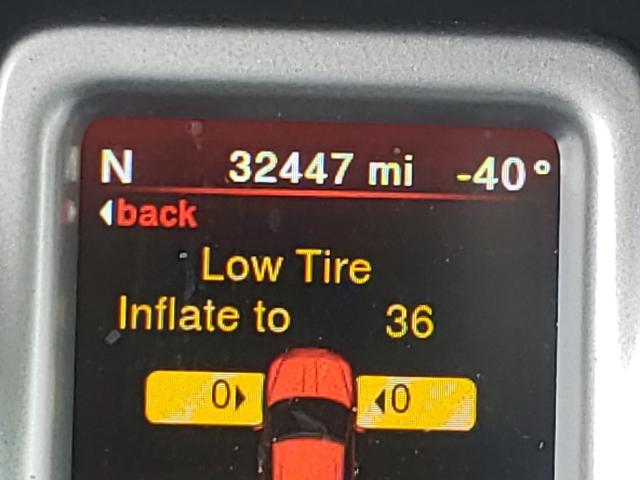 N 32447 mi -40°
back
Low Tire
Inflate to 36
0 0